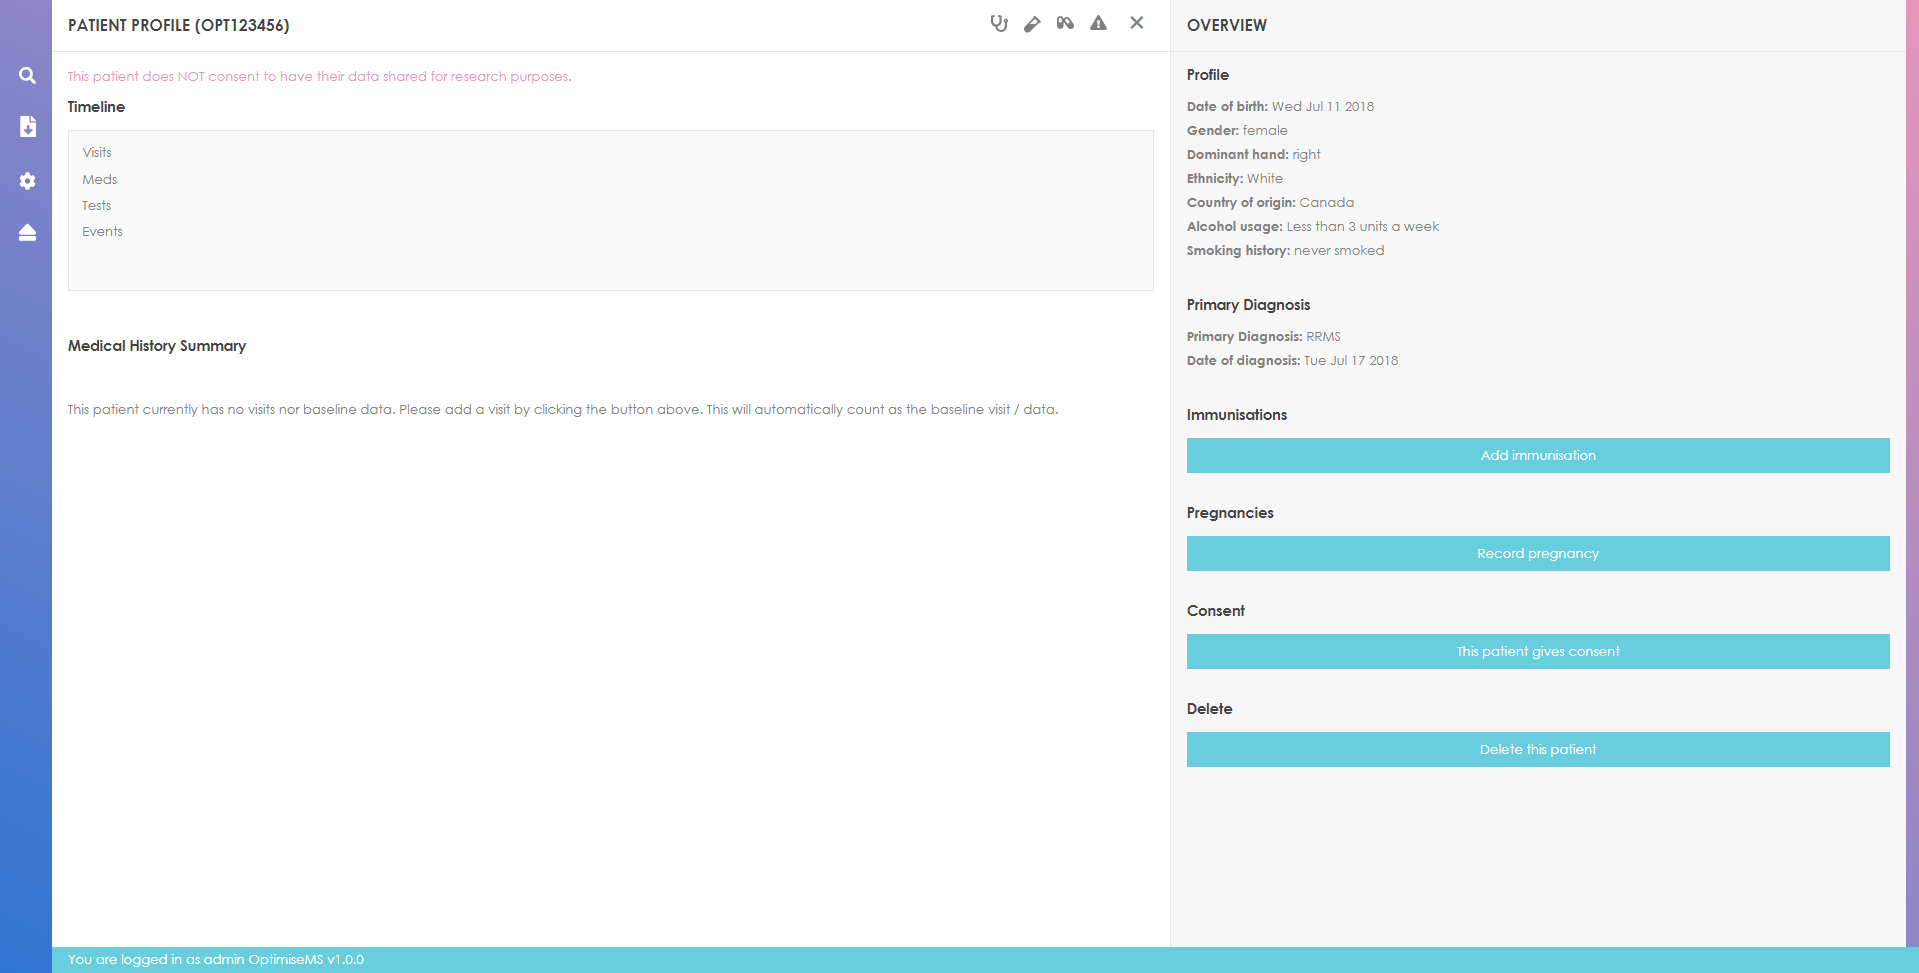 PATIENT PROFILE (OPT123456)
This patient does NOT consent to have their data shared for research purposes.
Timeline
Visits
Meds
Tests
Events
Medical History Summary
This patient currently has no visits nor baseline data. Please add a visit by clicking the button above. This will automatically count as the baseline visit / data.
OVERVIEW
Profile
Date of birth: Wed Jul 11 2018
Gender: female
Dominant hand: right
Ethnicity: White
Country of origin: Canada
Alcohol usage: Less than 3 units a week
Smoking history: never smoked
Primary Diagnosis
Primary Diagnosis: RRMS
Date of diagnosis: Tue Jul 17 2018
Immunisations
Add immunisation
Pregnancies
Record pregnancy
Consent
This patient gives consent
Delete
Delete this patient
You are logged in as admin OptimiseMS v1.0.0